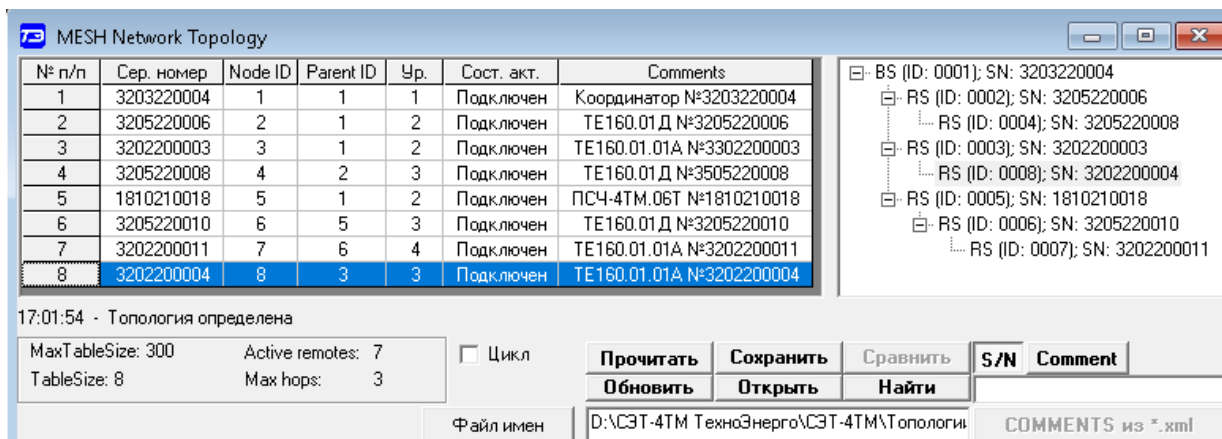 ТЭ MESH Network Topology
№ п/п Сер. номер Node ID Parent ID Ур. Сост. акт. Comments
1 3203220004 1 1 1 Подключен Координатор №3203220004
2 3205220006 2 1 2 Подключен ТЕ160.01Д №3205220006
3 3202200003 3 1 2 Подключен ТЕ160.01.01А №3302200003
4 3205220008 4 2 3 Подключен ТЕ160.01Д №3505220008
5 1810210018 5 1 2 Подключен ПСЧ-4ТМ.06Т №1810210018
6 3205220010 6 5 3 Подключен ТЕ160.01Д №3205220010
7 3202200011 7 6 4 Подключен ТЕ160.01.01А №3202200011
8 3202200004 8 3 3 Подключен ТЕ160.01.01А №3202200004
BS (ID: 0001); SN: 3203220004
RS (ID: 0002); SN: 3205220006
RS (ID: 0004); SN: 3205220008
RS (ID: 0003); SN: 3202200003
RS (ID: 0008); SN: 3202200004
RS (ID: 0005); SN: 1810210018
RS (ID: 0006); SN: 3205220010
RS (ID: 0007); SN: 3202200011
17:01:54 - Топология определена
MaxTableSize: 300 Active remotes: 7
TableSize: 8 Max hops: 3
Цикл
Прочитать Сохранить Сравнить S/N Comment
Обновить Открыть Найти
Файл имен D:\СЭТ-4ТМ ТехноЭнерго\СЭТ-4ТМ\Топологии COMMENTS из *.xml